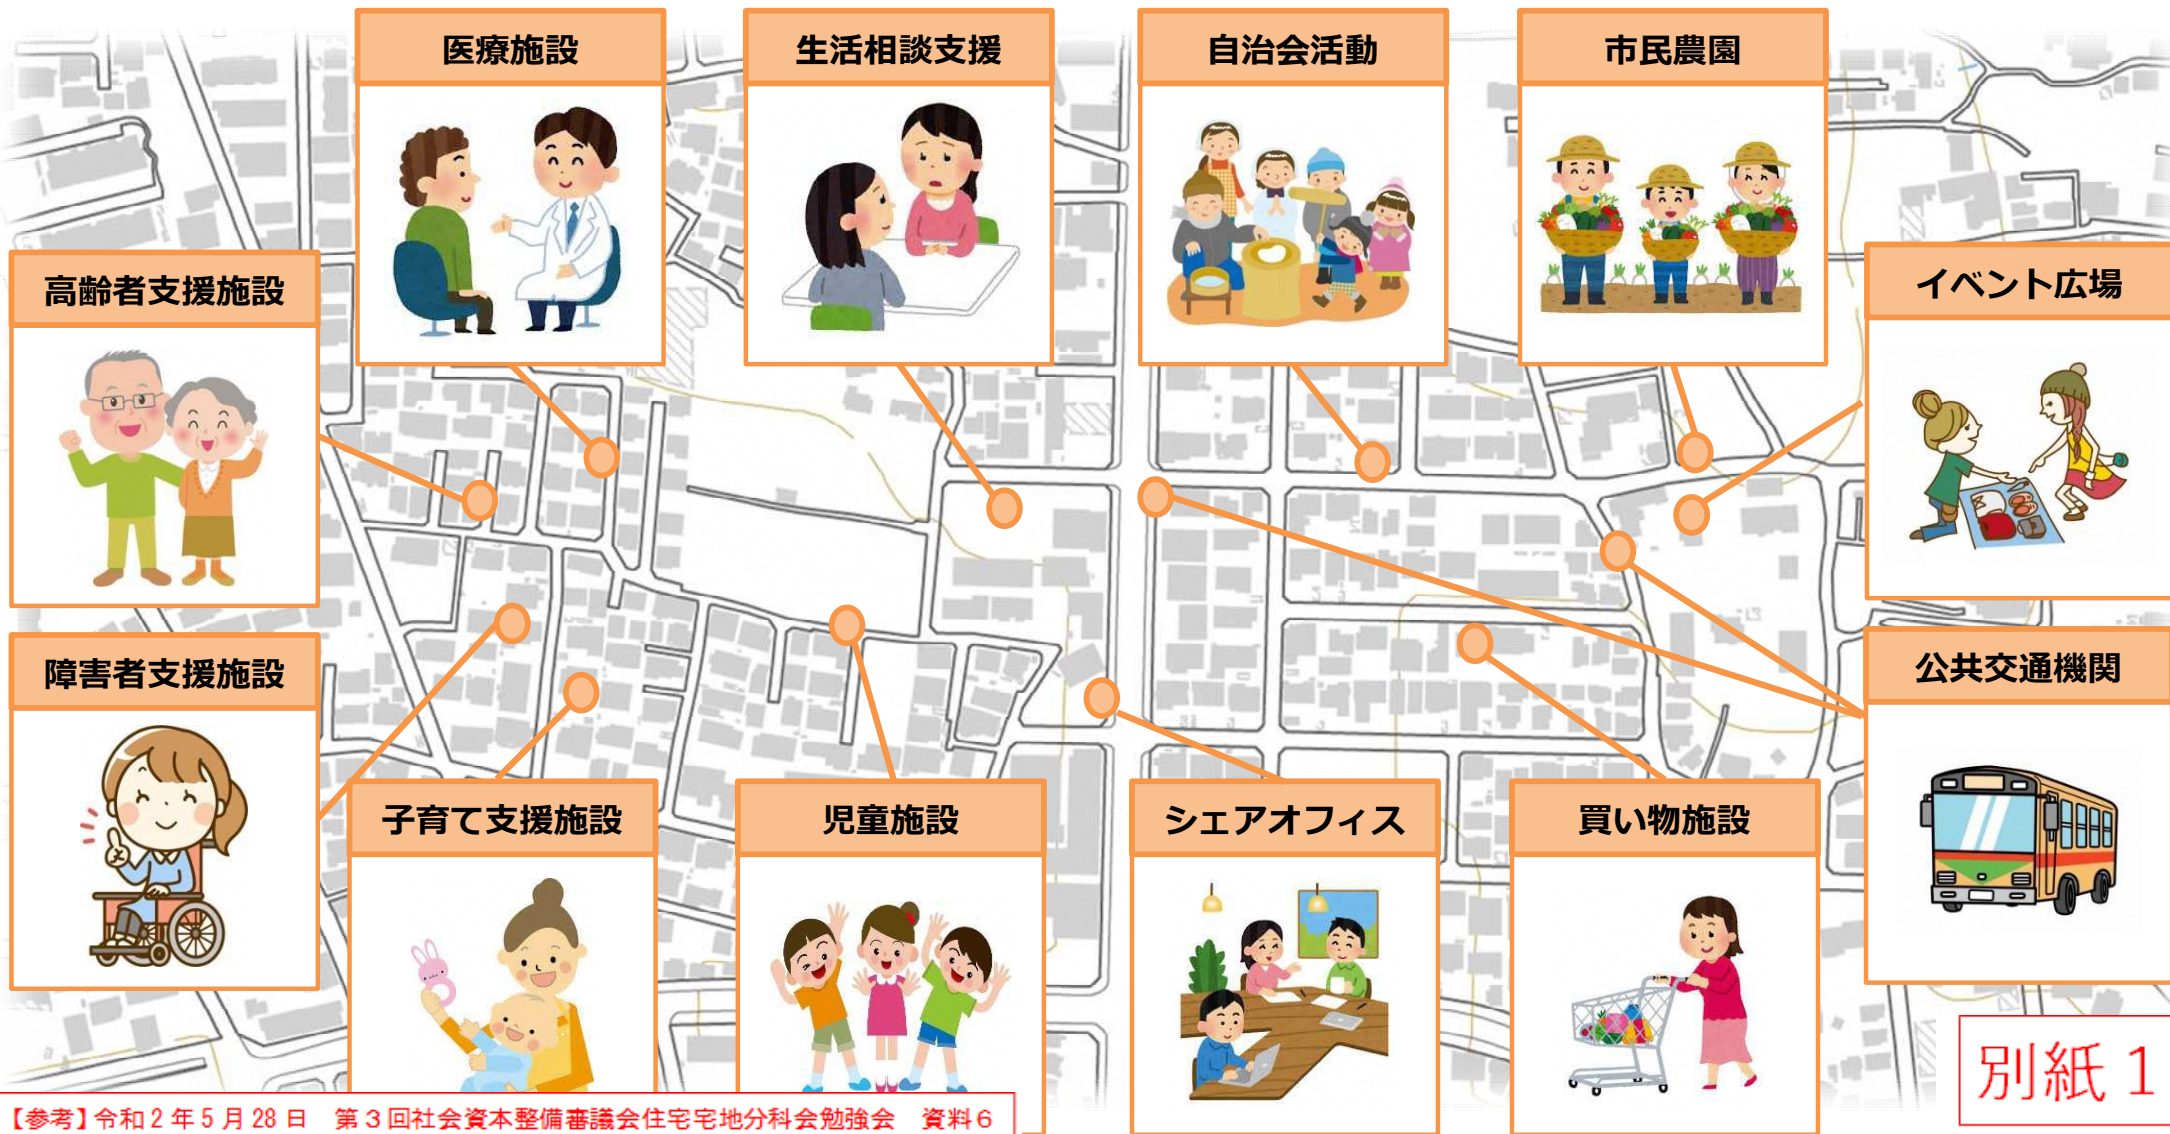 医療施設
生活相談支援
自治会活動
市民農園
高齢者支援施設
イベント広場
障害者支援施設
公共交通機関
子育て支援施設
児童施設
シェアオフィス
買い物施設
別紙1
【参考】令和2年5月28日 第3回社会資本整備審議会住宅宅地分科会勉強会 資料6